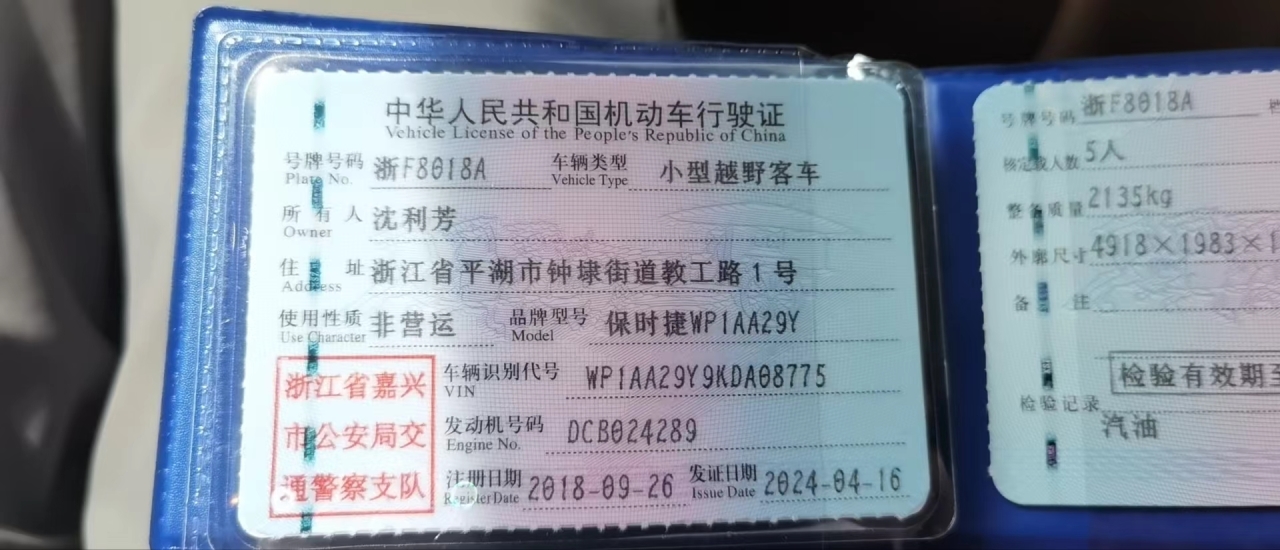 中华人民共和国机动车行驶证
Vehicle License of the People's Republic of China
号牌号码 浙F8018A 车辆类型 小型越野客车
Plate No. Vehicle Type
所有人 沈利芳
Owner
住址 浙江省平湖市钟埭街道教工路1号
Address
使用性质 非营运 品牌型号 保时捷WP1AA29Y
Use Character Model
浙江省嘉兴
市公安局交
通警察支队
车辆识别代号 WP1AA29Y9KDA08775
VIN
发动机号码 DCB024289
Engine No.
注册日期 2018-09-26 发证日期 2024-04-16
Register Date Issue Date
号牌号码 浙F8018A
核定载人数 5人
整备质量 2135kg
外廓尺寸 4918×1983×1
备注
检验有效期至
检验记录
汽油